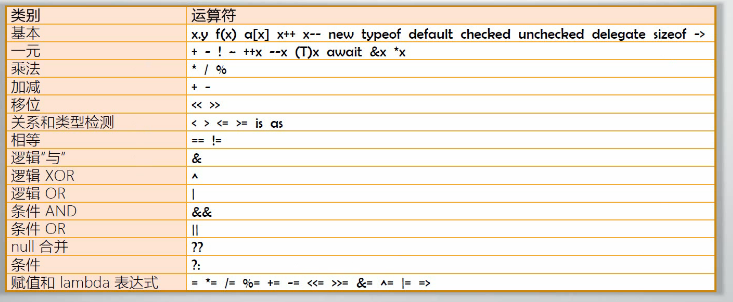 类别 运算符
基本 x.y f(x) a[x] x++ x-- new typeof default checked unchecked delegate sizeof ->
一元 + - ! ~ ++x --x (T)x await &x *x
乘法 * / %
加减 + -
移位 << >>
关系和类型检测 < > <= >= is as
相等 == !=
逻辑“与” &
逻辑 XOR ^
逻辑 OR |
条件 AND &&
条件 OR ||
null 合并 ??
条件 ?:
赋值和 lambda 表达式 = *= /= %= += -= <<= >>= &= ^= |= =>